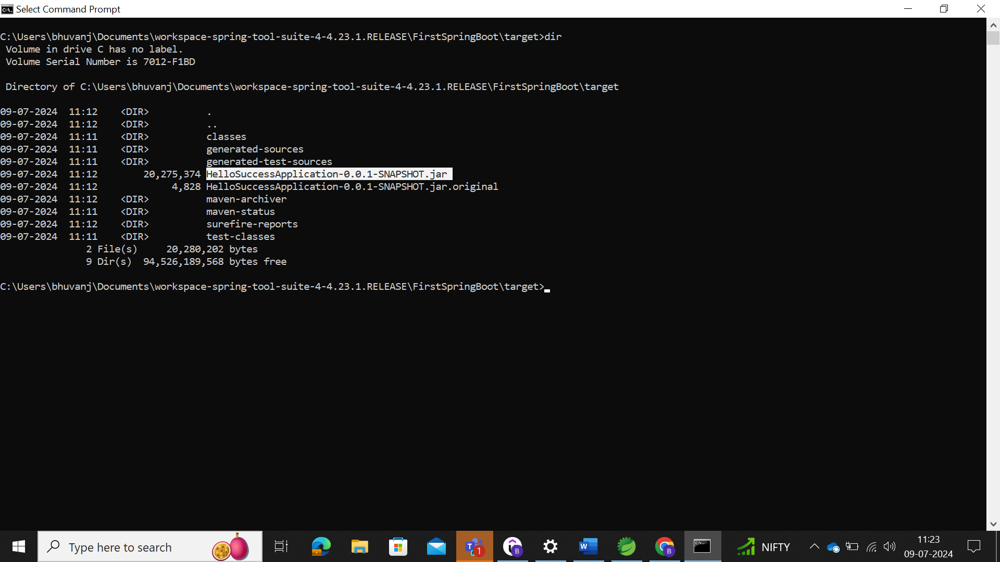 Select Command Prompt
C:\Users\bhuvanj\Documents\workspace-spring-tool-suite-4-4.23.1.RELEASE\FirstSpringBoot\target>dir
 Volume in drive C has no label.
 Volume Serial Number is 7012-F1BD
 Directory of C:\Users\bhuvanj\Documents\workspace-spring-tool-suite-4-4.23.1.RELEASE\FirstSpringBoot\target
09-07-2024  11:12    <DIR>          .
09-07-2024  11:12    <DIR>          ..
09-07-2024  11:11    <DIR>          classes
09-07-2024  11:11    <DIR>          generated-sources
09-07-2024  11:11    <DIR>          generated-test-sources
09-07-2024  11:12        20,275,374 HelloSuccessApplication-0.0.1-SNAPSHOT.jar
09-07-2024  11:12             4,828 HelloSuccessApplication-0.0.1-SNAPSHOT.jar.original
09-07-2024  11:12    <DIR>          maven-archiver
09-07-2024  11:11    <DIR>          maven-status
09-07-2024  11:12    <DIR>          surefire-reports
09-07-2024  11:11    <DIR>          test-classes
               2 File(s)     20,280,202 bytes
               9 Dir(s)  94,526,189,568 bytes free
C:\Users\bhuvanj\Documents\workspace-spring-tool-suite-4-4.23.1.RELEASE\FirstSpringBoot\target>
Type here to search
1
B
W
B
NIFTY
11:23
09-07-2024